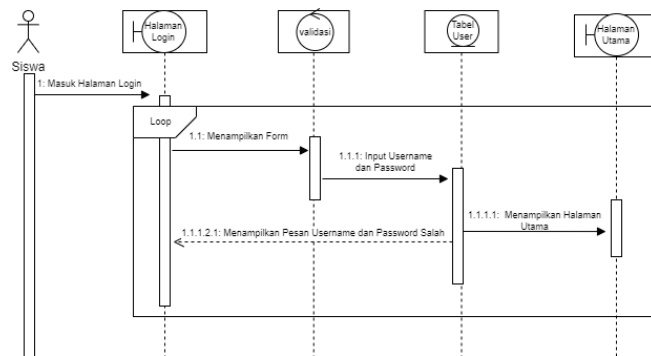 Halaman
Login
validasi
Tabel
User
Halaman
Utama
Siswa
1: Masuk Halaman Login
Loop
1.1: Menampilkan Form
1.1.1: Input Username
dan Password
1.1.1.1: Menampilkan Halaman
Utama
1.1.1.2.1: Menampilkan Pesan Username dan Password Salah